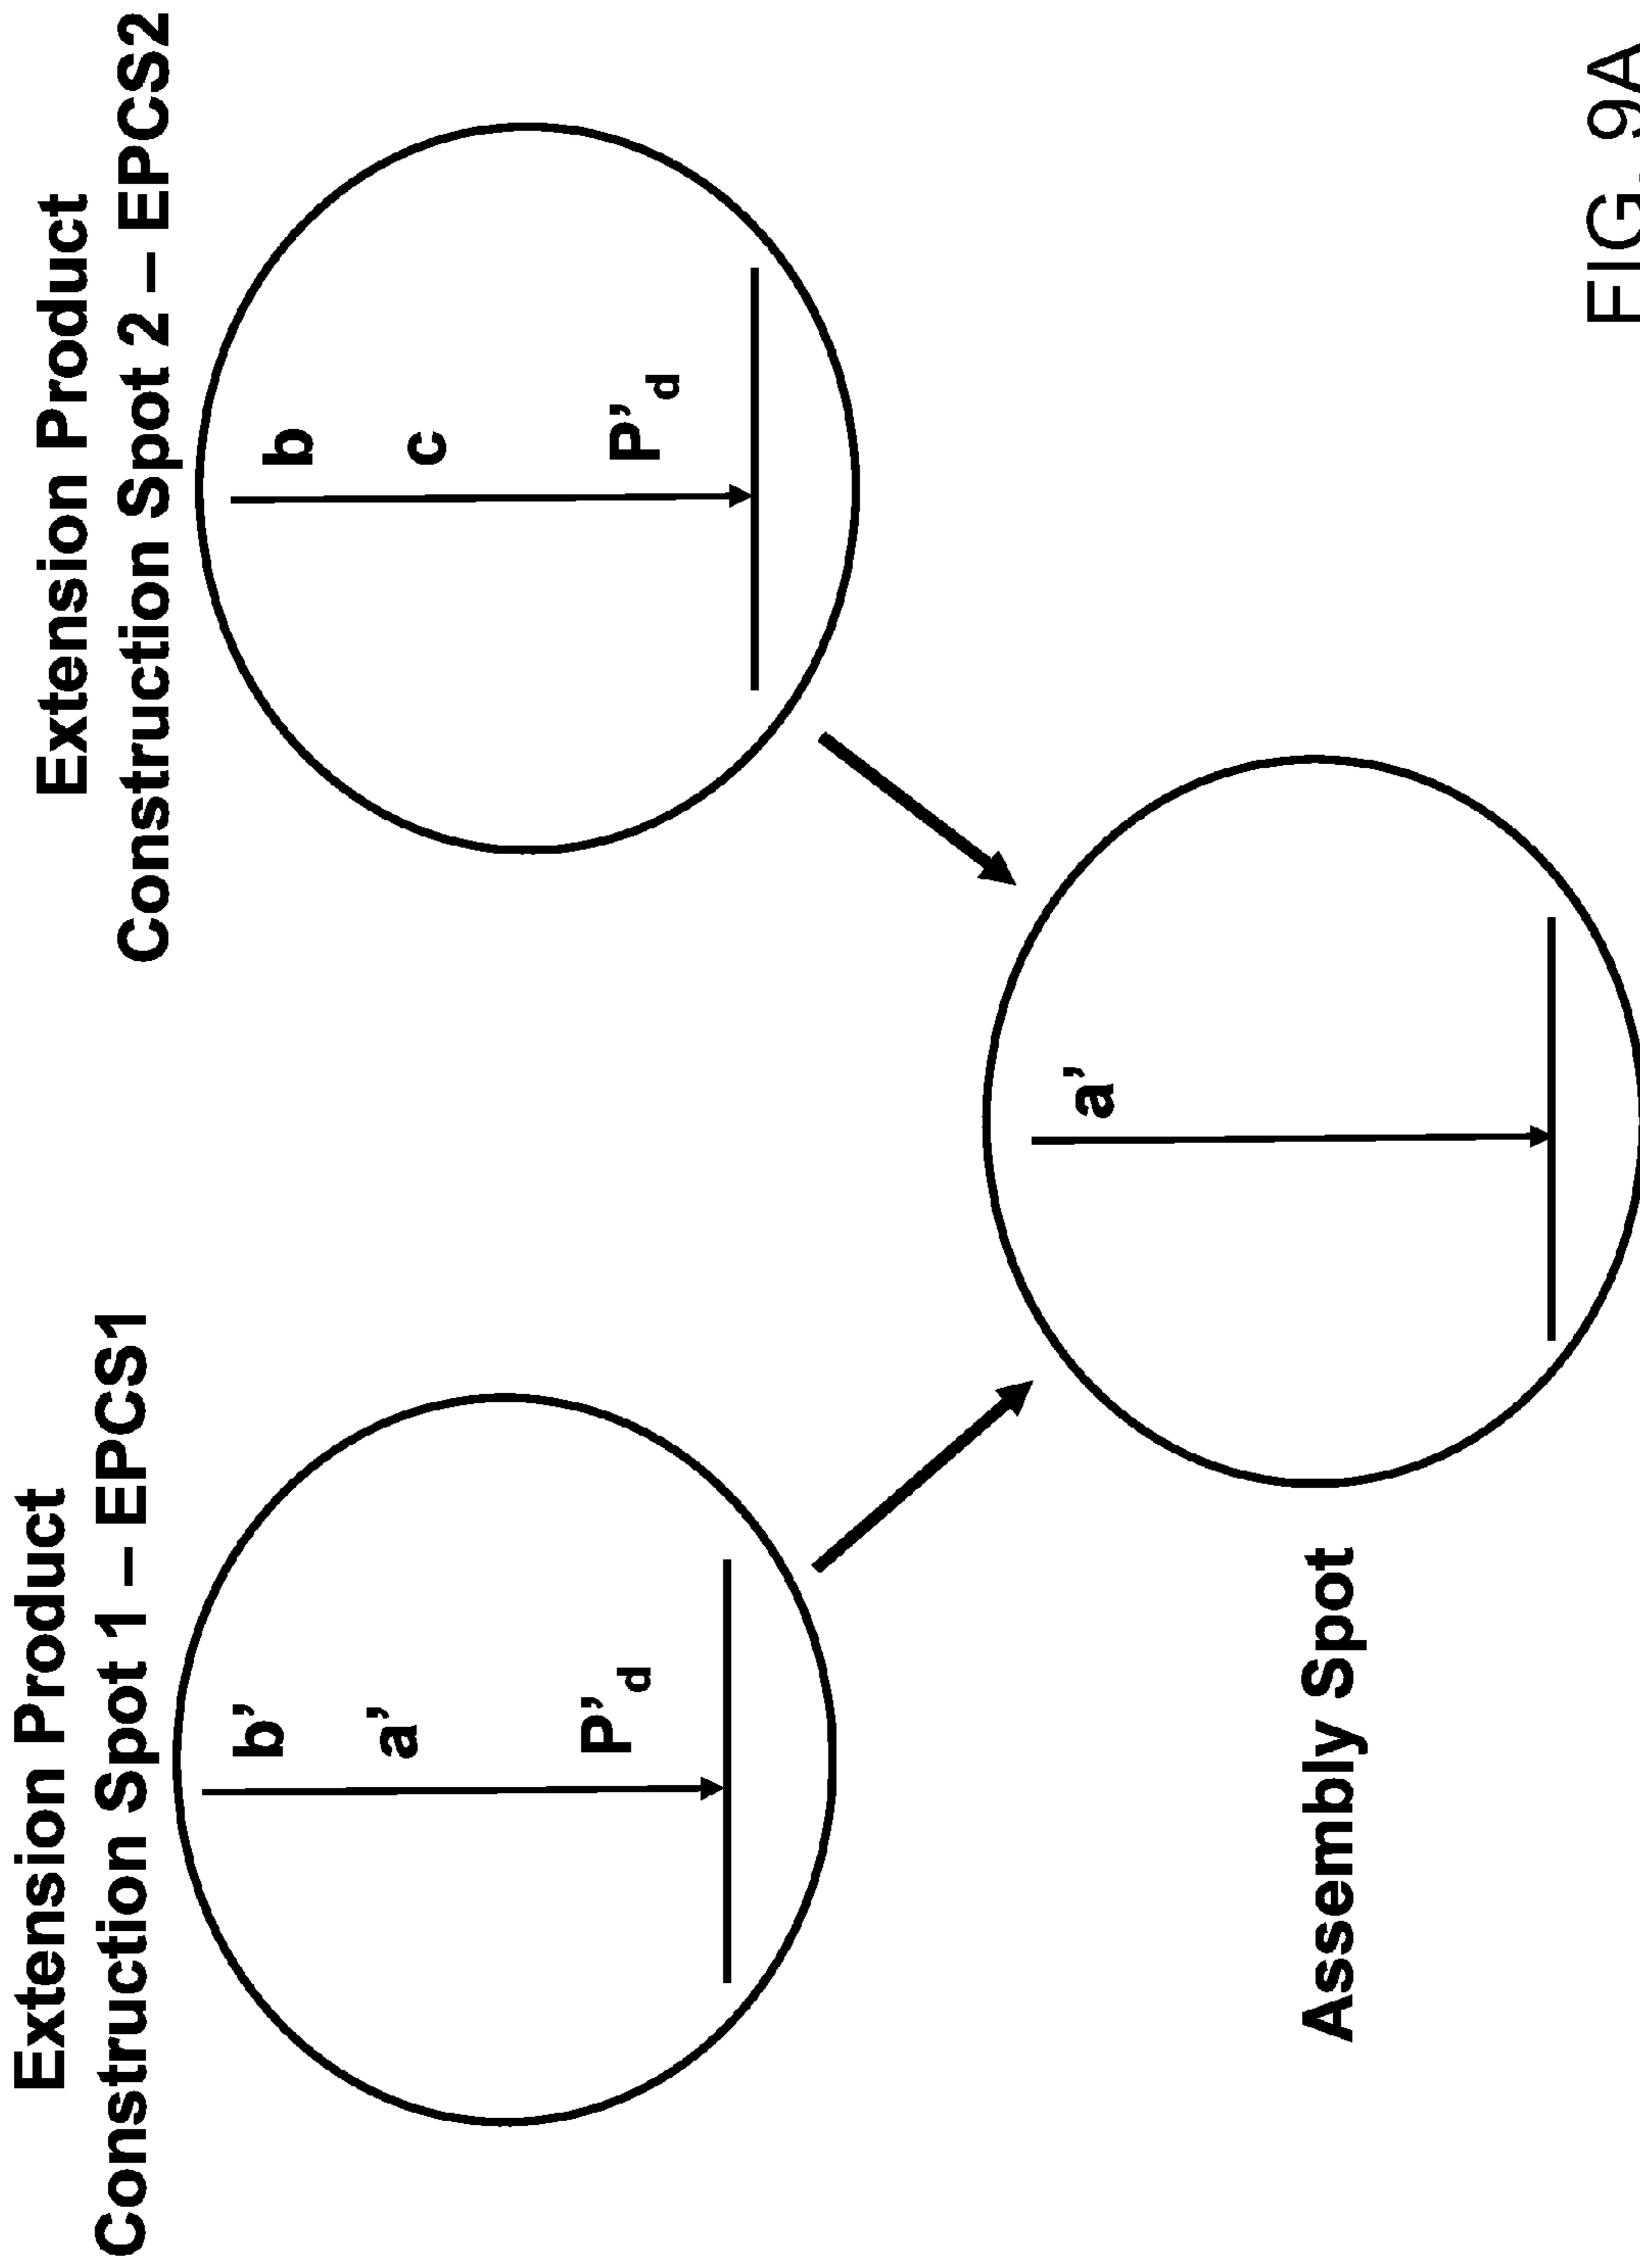 Extension Product
Construction Spot 1 – EPCS1
b’
a’
P’d
Extension Product
Construction Spot 2 – EPCS2
b
c
P’d
Assembly Spot
a’
FIG. 9A